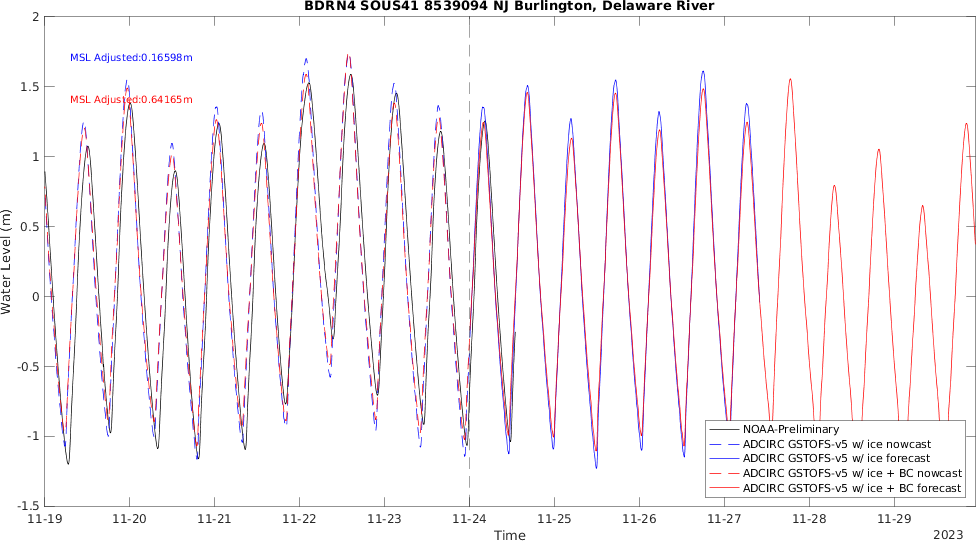 BDRN4 SOUS41 8539094 NJ Burlington, Delaware River
2
MSL Adjusted:0.16598m
1.5
MSL Adjusted:0.64165m
1
0.5
Water Level (m)
0
-0.5
-1
-1.5
NOAA-Preliminary
ADCIRC GSTOFS-v5 w/ ice nowcast
ADCIRC GSTOFS-v5 w/ ice forecast
ADCIRC GSTOFS-v5 w/ ice + BC nowcast
ADCIRC GSTOFS-v5 w/ ice + BC forecast
11-19 11-20 11-21 11-22 11-23 11-24 11-25 11-26 11-27 11-28 11-29
Time
2023